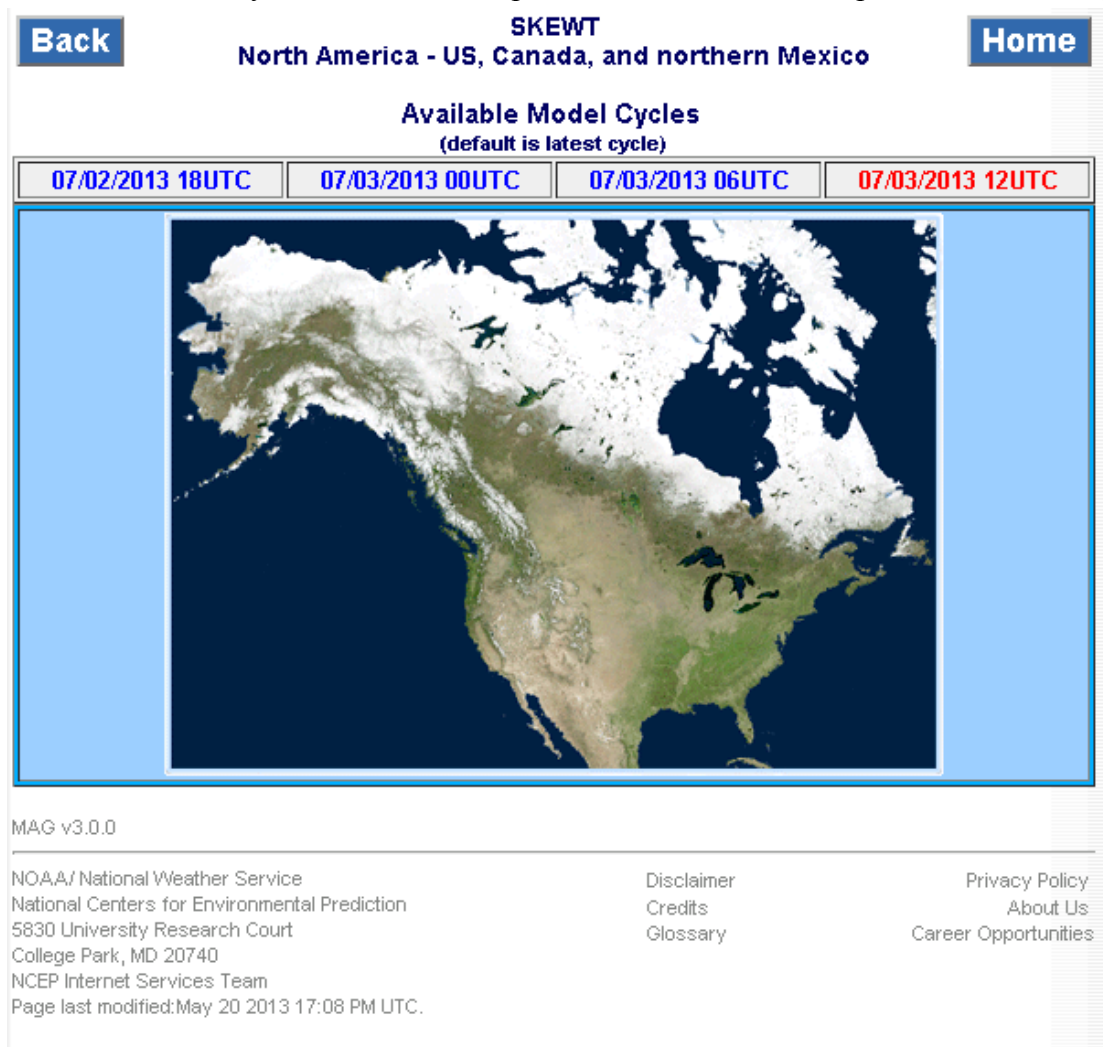 Back
SKEWT
Home
North America - US, Canada, and northern Mexico
Available Model Cycles
(default is latest cycle)
07/02/2013 18UTC
07/03/2013 00UTC
07/03/2013 06UTC
07/03/2013 12UTC
MAG v3.0.0
NOAA/ National Weather Service
National Centers for Environmental Prediction
5830 University Research Court
College Park, MD 20740
NCEP Internet Services Team
Page last modified:May 20 2013 17:08 PM UTC.
Disclaimer
Credits
Glossary
Privacy Policy
About Us
Career Opportunities